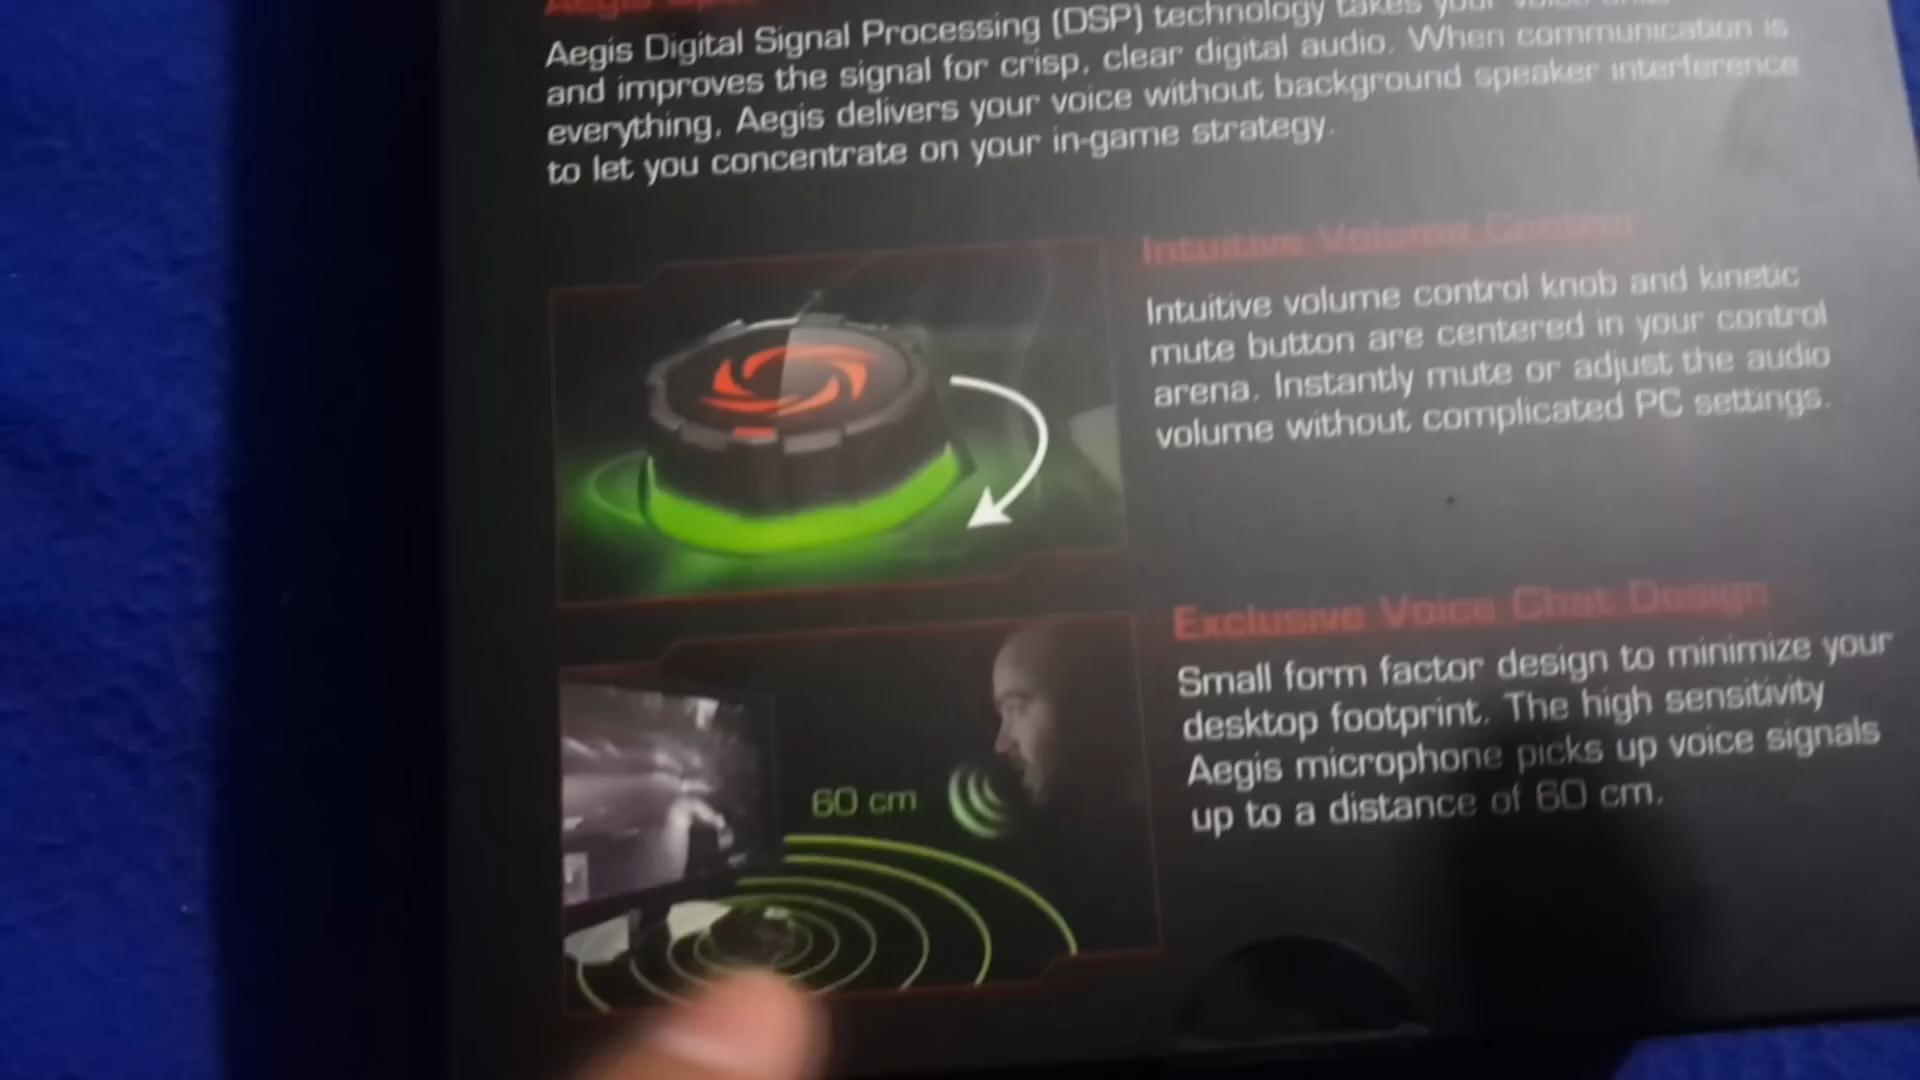 Aegis
Aegis Digital Signal Processing (DSP) technology takes your voice
and improves the signal for crisp, clear digital audio. When communication is
everything, Aegis delivers your voice without background speaker interference
to let you concentrate on your in-game strategy.
Intuitive Volume Control
Intuitive volume control knob and kinetic
mute button are centered in your control
arena. Instantly mute or adjust the audio
volume without complicated PC settings.
60 cm
Exclusive Voice Chat Design
Small form factor design to minimize your
desktop footprint. The high sensitivity
Aegis microphone picks up voice signals
up to a distance of 60 cm.